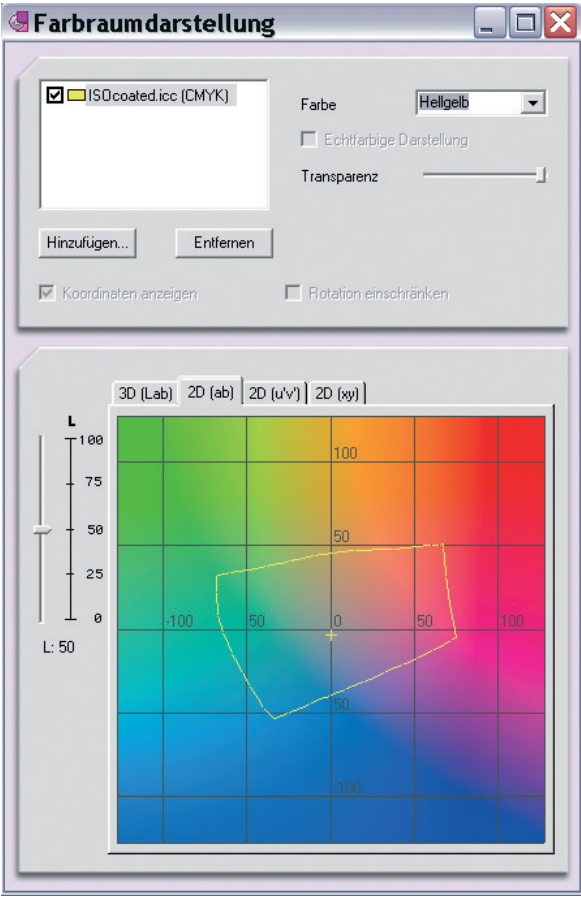 Farbraumdarstellung
ISOcoated.icc (CMYK)
Farbe
Hellgelb
Echtfarbige Darstellung
Transparenz
Hinzufügen...
Entfernen
Koordinaten anzeigen
Rotation einschränken
3D (Lab) 2D (ab) 2D (u'v') 2D (xy)
L
100
75
50
25
0
L: 50
100
50
-100 50 0 50 100
50
100